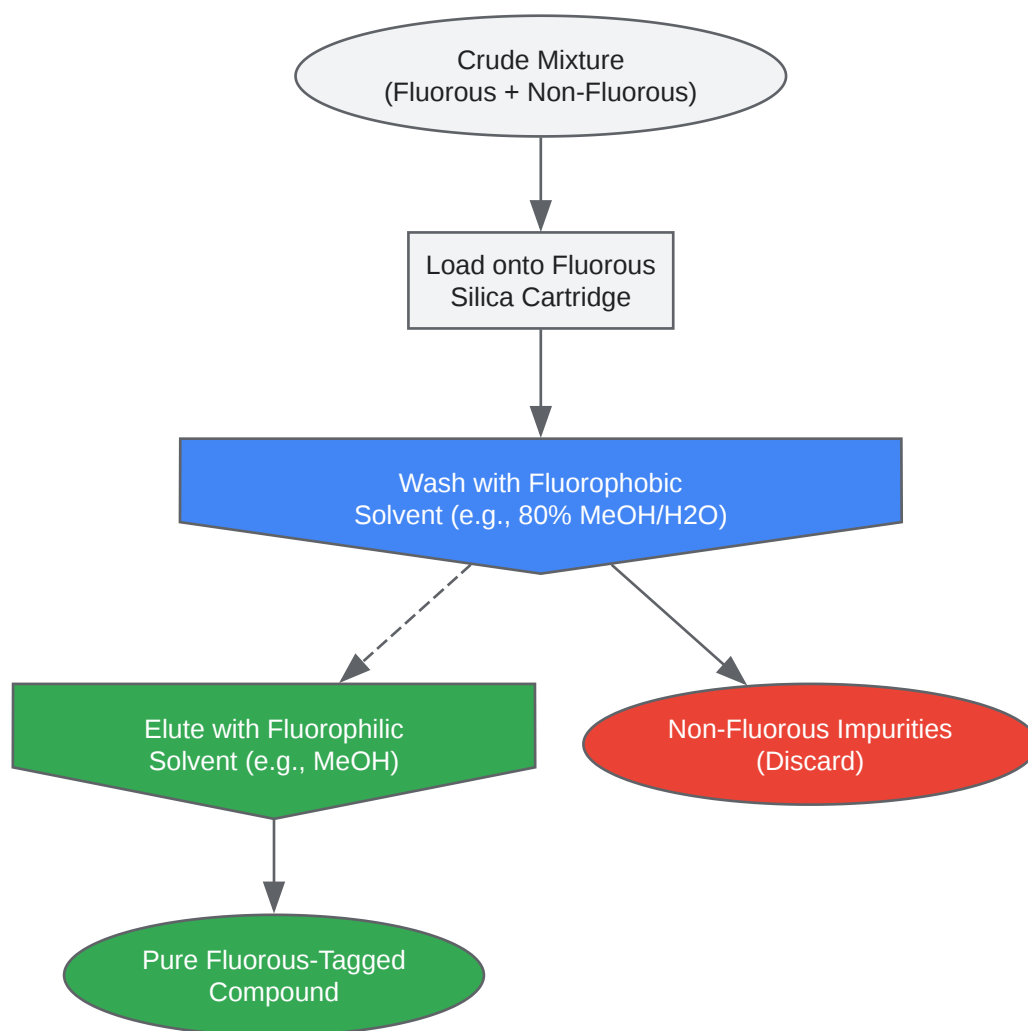 Crude Mixture
(Fluorous + Non-Fluorous)
Load onto Fluorous
Silica Cartridge
Wash with Fluorophobic
Solvent (e.g., 80% MeOH/H2O)
Elute with Fluorophilic
Solvent (e.g., MeOH)
Non-Fluorous Impurities
(Discard)
Pure Fluorous-Tagged
Compound